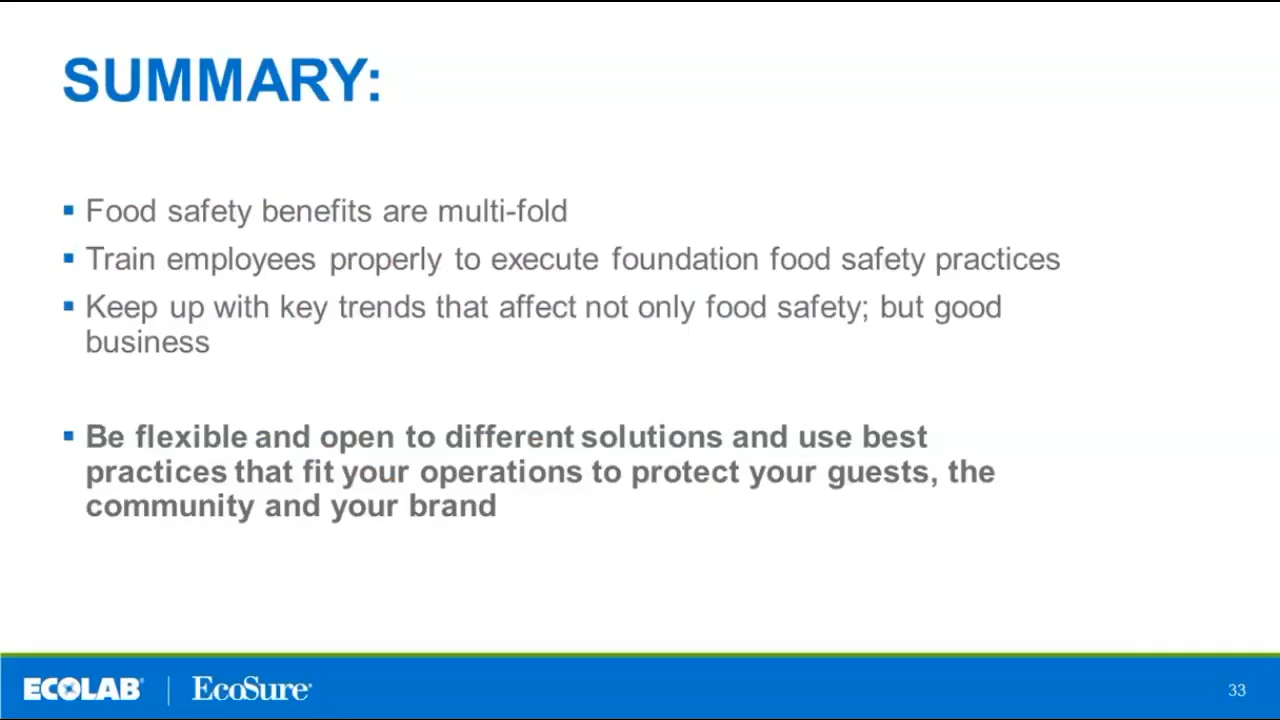 SUMMARY:
▪ Food safety benefits are multi-fold
▪ Train employees properly to execute foundation food safety practices
▪ Keep up with key trends that affect not only food safety; but good
business
▪ Be flexible and open to different solutions and use best
practices that fit your operations to protect your guests, the
community and your brand
ECOLAB® | EcoSure® 33